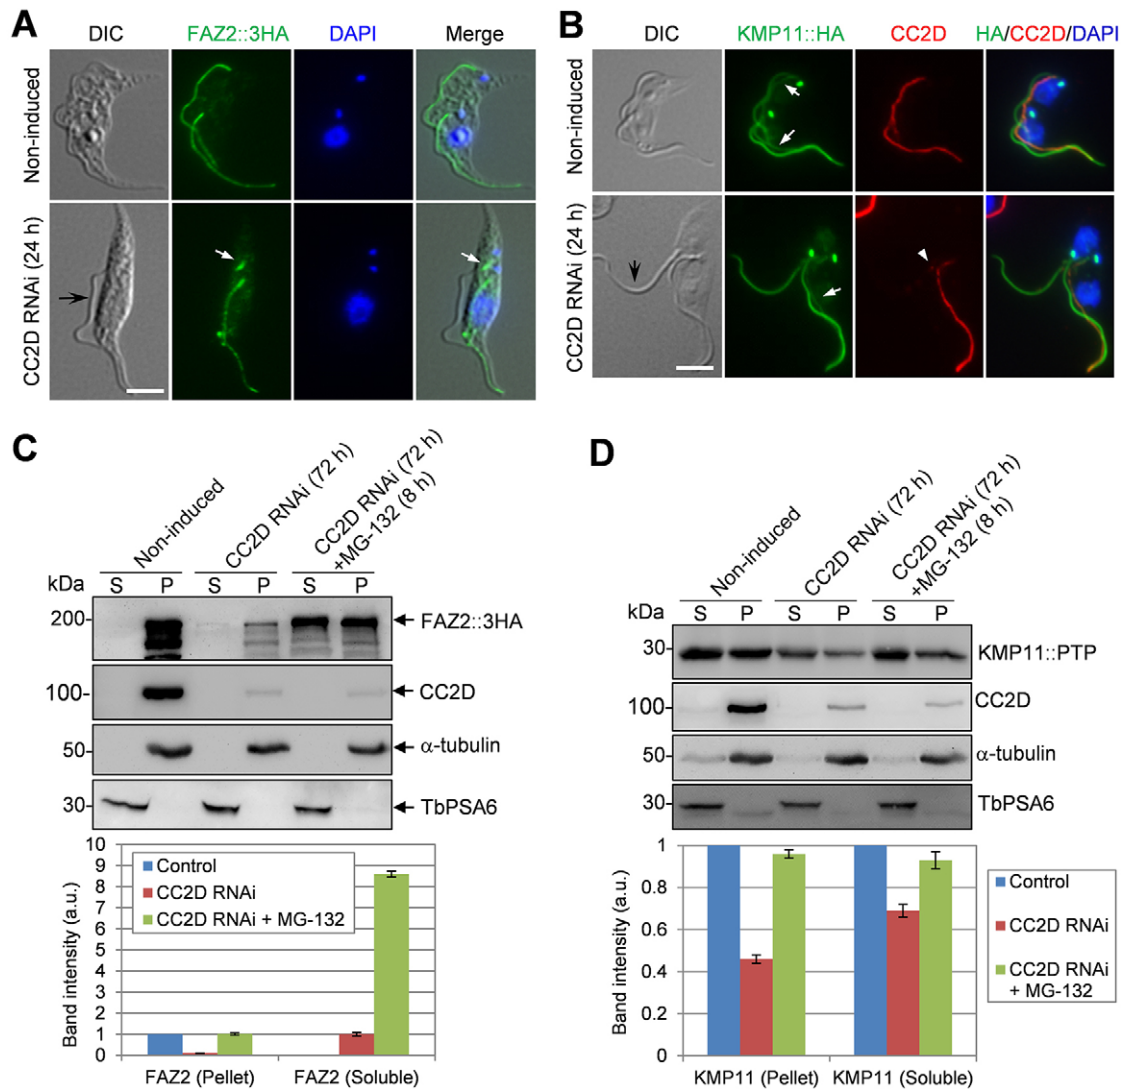 A
DIC FAZ2::3HA DAPI Merge
Non-induced
CC2D RNAi (24 h)
B
DIC KMP11::HA CC2D HA/CC2D/DAPI
Non-induced
CC2D RNAi (24 h)
C
Non-induced
CC2D RNAi (72 h)
CC2D RNAi (72 h)
+MG-132 (8 h)
kDa S P S P S P
200- FAZ2::3HA
100- CC2D
50- α-tubulin
30- TbPSA6
Band intensity (a.u.)
10
9
8
7
6
5
4
3
2
1
0
Control
CC2D RNAi
CC2D RNAi + MG-132
FAZ2 (Pellet) FAZ2 (Soluble)
D
Non-induced
CC2D RNAi (72 h)
CC2D RNAi (72 h)
+MG-132 (8 h)
kDa S P S P S P
30- KMP11::PTP
100- CC2D
50- α-tubulin
30- TbPSA6
Band intensity (a.u.)
1
0.8
0.6
0.4
0.2
0
Control
CC2D RNAi
CC2D RNAi
+ MG-132
KMP11 (Pellet) KMP11 (Soluble)